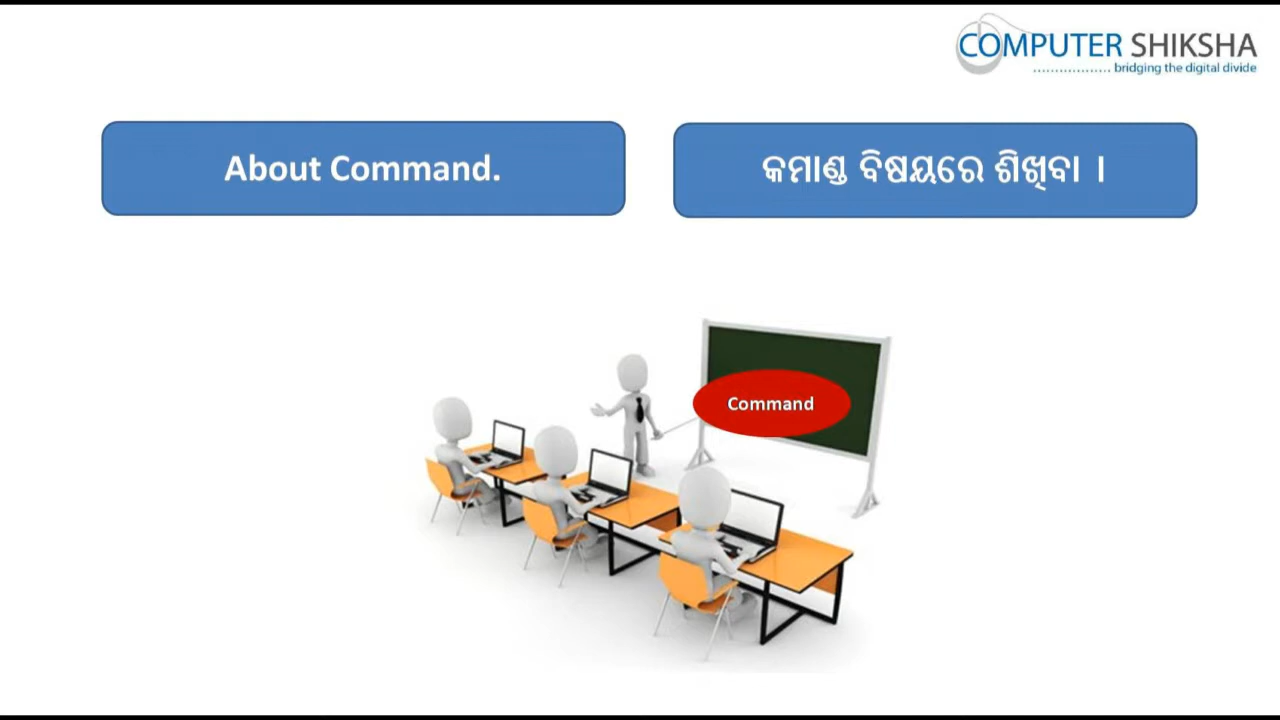 COMPUTER SHIKSHA
.................. bridging the digital divide
About Command.
କମାଣ୍ଡ ବିଷୟରେ ଶିଖିବା ।
Command